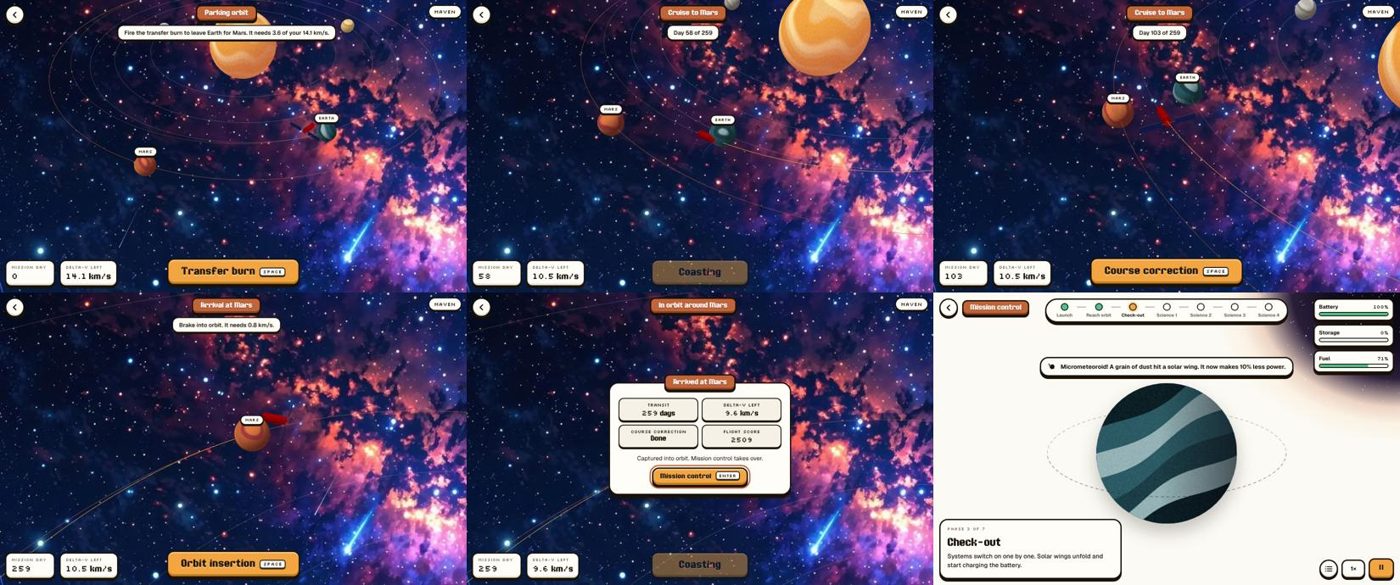 Parking orbit
MAVEN
Fire the transfer burn to leave Earth for Mars. It needs 3.6 of your 14.1 km/s.
EARTH
MARS
MISSION DAY
0
DELTA-V LEFT
14.1 km/s
Transfer burn SPACE
Cruise to Mars
MAVEN
Day 58 of 259
MARS
EARTH
MISSION DAY
58
DELTA-V LEFT
10.5 km/s
Coasting
Cruise to Mars
MAVEN
Day 103 of 259
EARTH
MARS
MISSION DAY
103
DELTA-V LEFT
10.5 km/s
Course correction SPACE
Arrival at Mars
MAVEN
Brake into orbit. It needs 0.8 km/s.
MARS
MISSION DAY
259
DELTA-V LEFT
10.5 km/s
Orbit insertion SPACE
In orbit around Mars
MAVEN
Arrived at Mars
TRANSIT
259 days
DELTA-V LEFT
9.6 km/s
COURSE CORRECTION
Done
FLIGHT SCORE
2509
Captured into orbit. Mission control takes over.
Mission control ENTER
MISSION DAY
259
DELTA-V LEFT
9.6 km/s
Coasting
Mission control
Launch
Reach orbit
Check-out
Science 1
Science 2
Science 3
Science 4
Battery 100%
Storage 0%
Fuel 71%
Micrometeoroid! A grain of dust hit a solar wing. It now makes 10% less power.
PHASE 3 OF 7
Check-out
Systems switch on one by one. Solar wings unfold and
start charging the battery.
1x